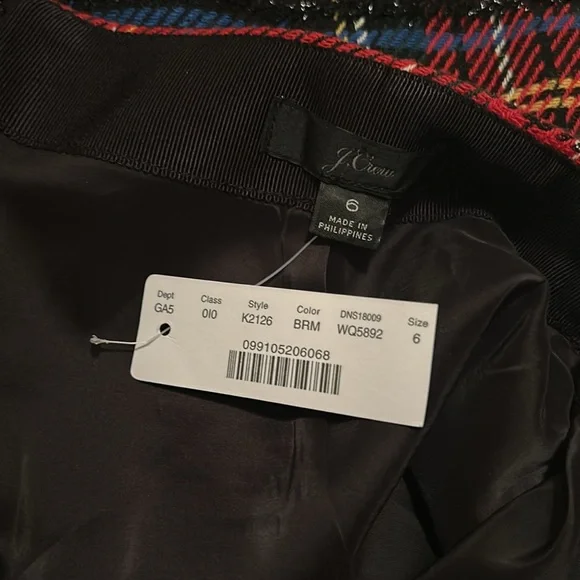 J.Crew
6
MADE IN
PHILIPPINES
Dept Class Style Color DNS18009 Size
GA5 0I0 K2126 BRM WQ5892 6
099105206068